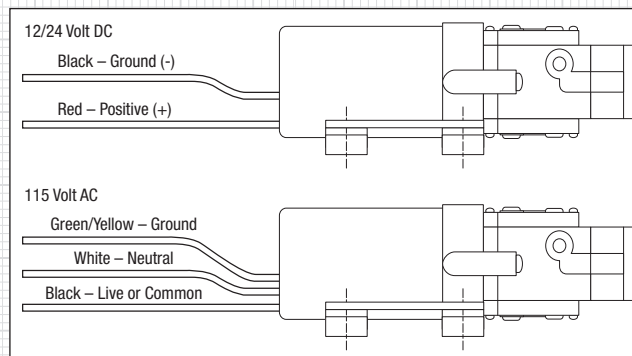 12/24 Volt DC
Black – Ground (-)
Red – Positive (+)
115 Volt AC
Green/Yellow – Ground
White – Neutral
Black – Live or Common